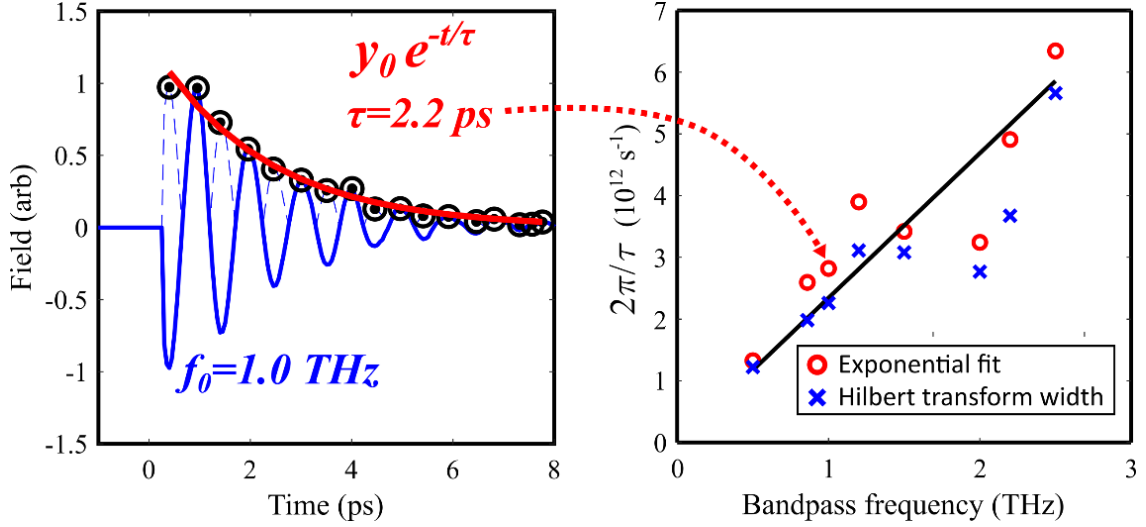 1.5
1
0.5
0
-0.5
-1
-1.5
0
2
4
6
8
Field (arb)
Time (ps)
y₀ e^{-t/τ}
τ=2.2 ps
f₀=1.0 THz
7
6
5
4
3
2
1
0
0
1
2
3
2π/τ (10¹² s⁻¹)
Bandpass frequency (THz)
Exponential fit
Hilbert transform width